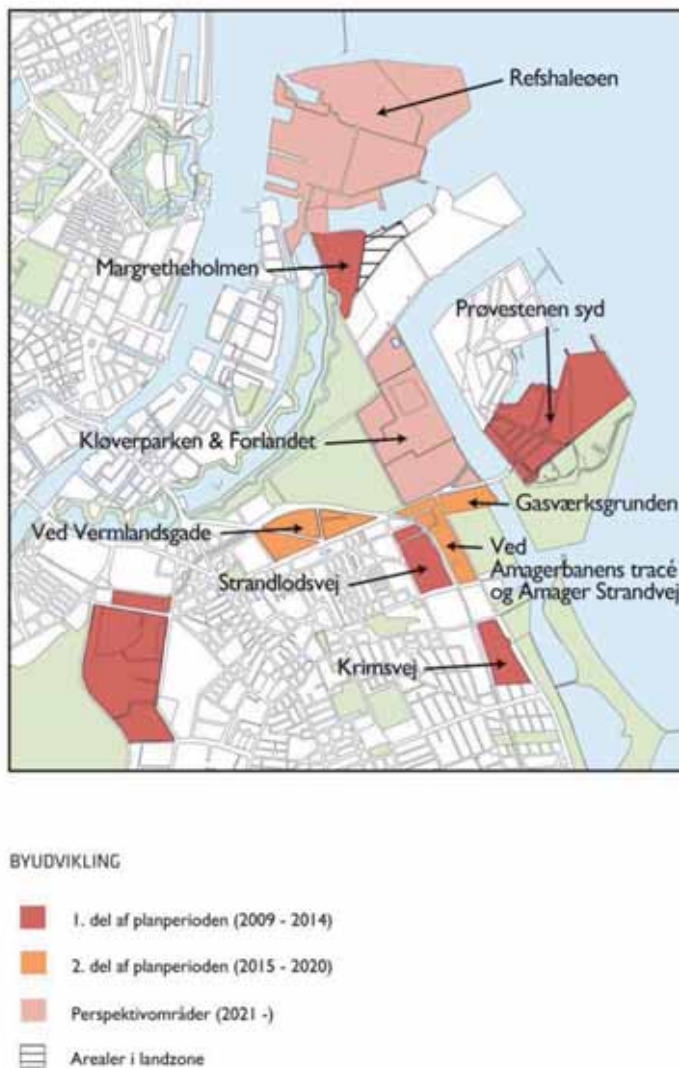 Refshaleøen
Margretheholmen
Prøvestenen syd
Kløverparken & Forlandet
Gasværksgrunden
Ved Vermlandsgade
Ved
Amagerbanens tracé
og Amager Strandvej
Strandlodsvej
Krimsvej
BYUDVIKLING
1. del af planperioden (2009 - 2014)
2. del af planperioden (2015 - 2020)
Perspektivområder (2021 -)
Arealer i landzone